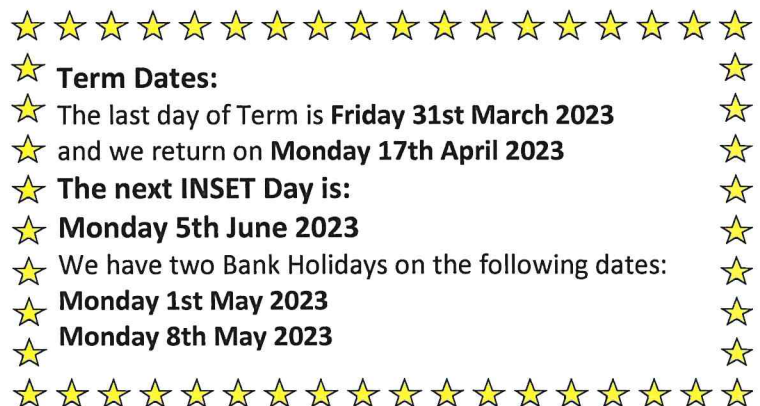 Term Dates:
The last day of Term is Friday 31st March 2023
and we return on Monday 17th April 2023
The next INSET Day is:
Monday 5th June 2023
We have two Bank Holidays on the following dates:
Monday 1st May 2023
Monday 8th May 2023